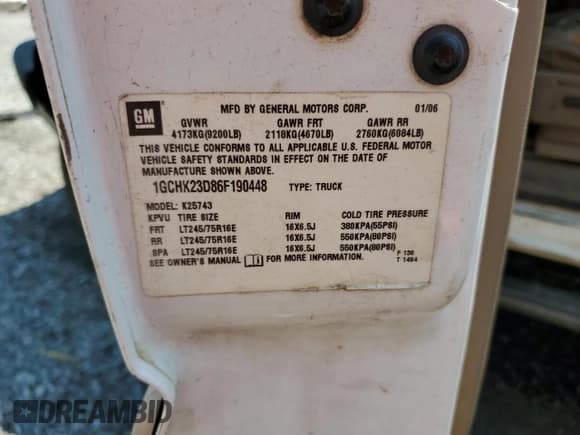 GM
MFD BY GENERAL MOTORS CORP. 01/06
GVWR GAWR FRT GAWR RR
4173KG(9200LB) 2118KG(4670LB) 2760KG(6084LB)
THIS VEHICLE CONFORMS TO ALL APPLICABLE U.S. FEDERAL MOTOR
VEHICLE SAFETY STANDARDS IN EFFECT ON THE DATE OF
MANUFACTURE SHOWN ABOVE.
1GCHK23D86F190448 TYPE: TRUCK
MODEL: K25743
KPVU TIRE SIZE RIM COLD TIRE PRESSURE
FRT LT245/75R16E 16X6.5J 380KPA(55PSI)
RR LT245/75R16E 16X6.5J 550KPA(80PSI)
SPA LT245/75R16E 16X6.5J 550KPA(80PSI)
SEE OWNER'S MANUAL FOR MORE INFORMATION.
F 136
T 1464
DREAMBID